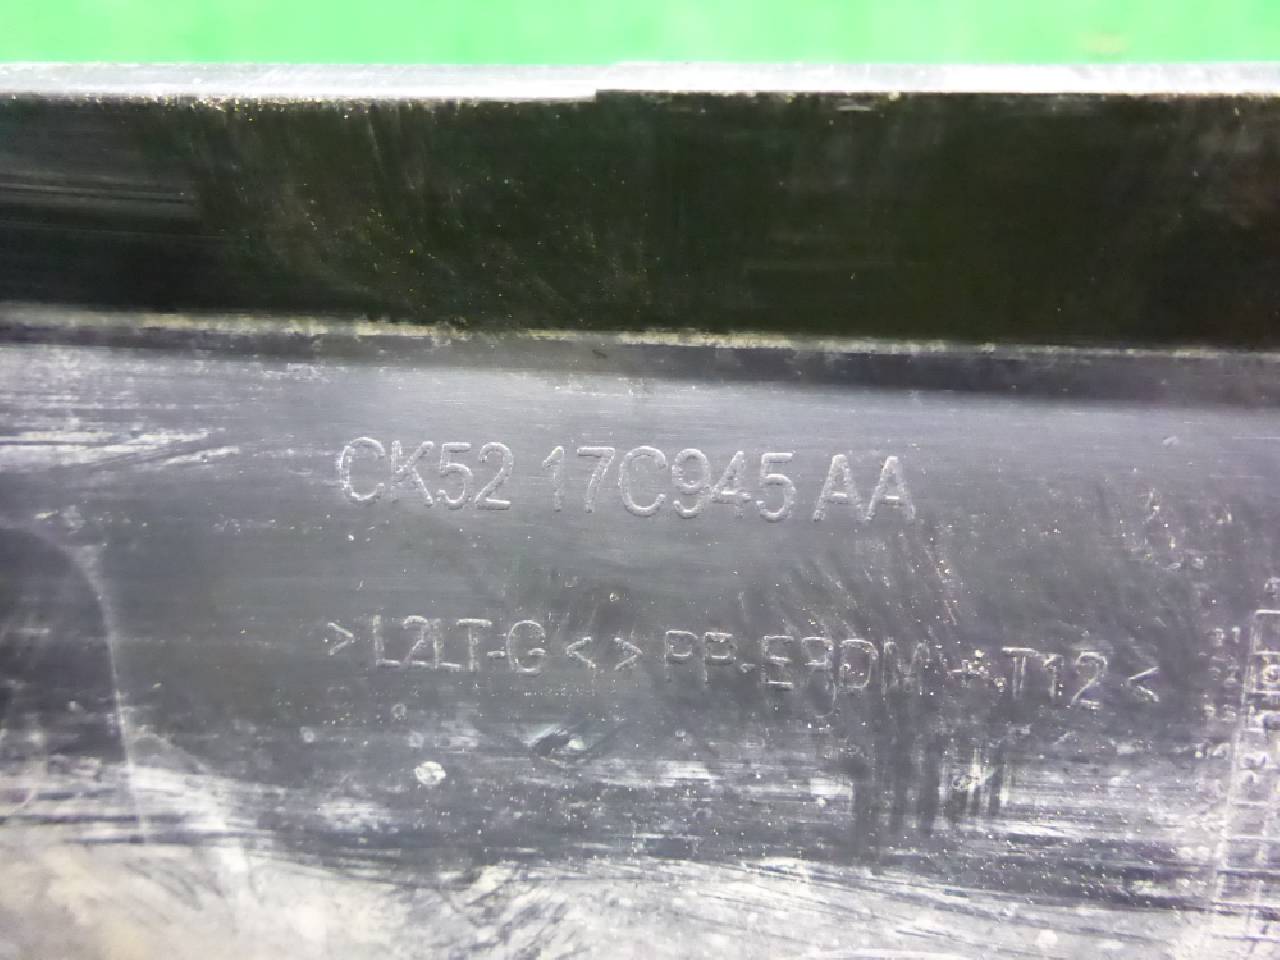 CK52 17C945 AA
>L2LT-G< >PP-EPDM + T12<